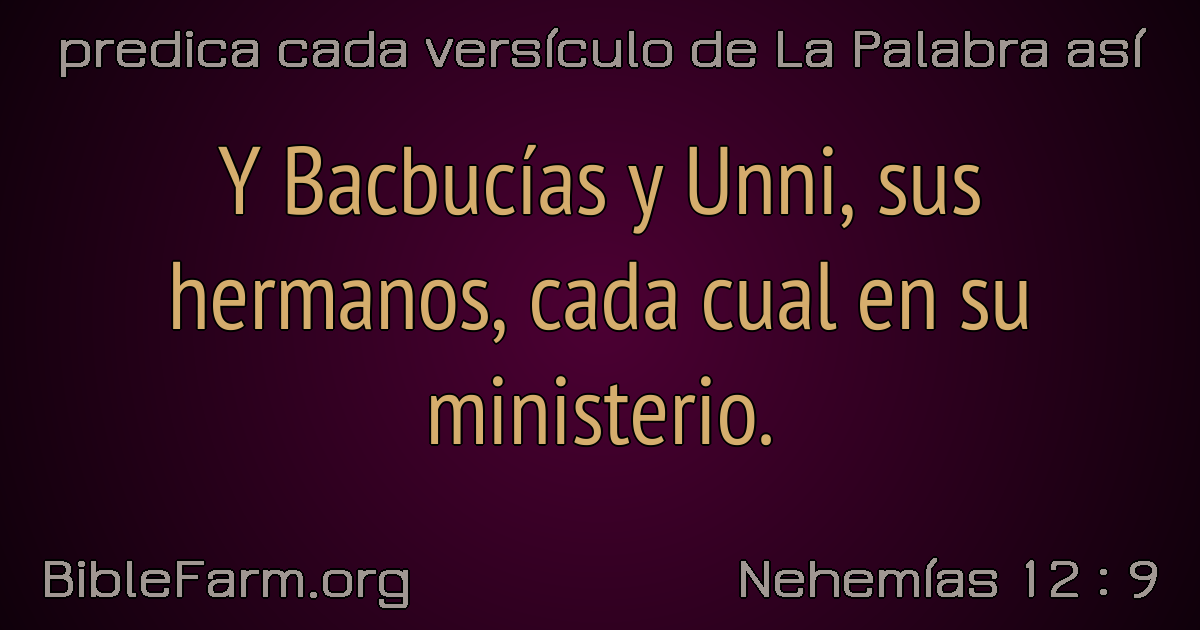 predica cada versículo de La Palabra así
Y Bacbucías y Unni, sus
hermanos, cada cual en su
ministerio.
BibleFarm.org
Nehemías 12 : 9